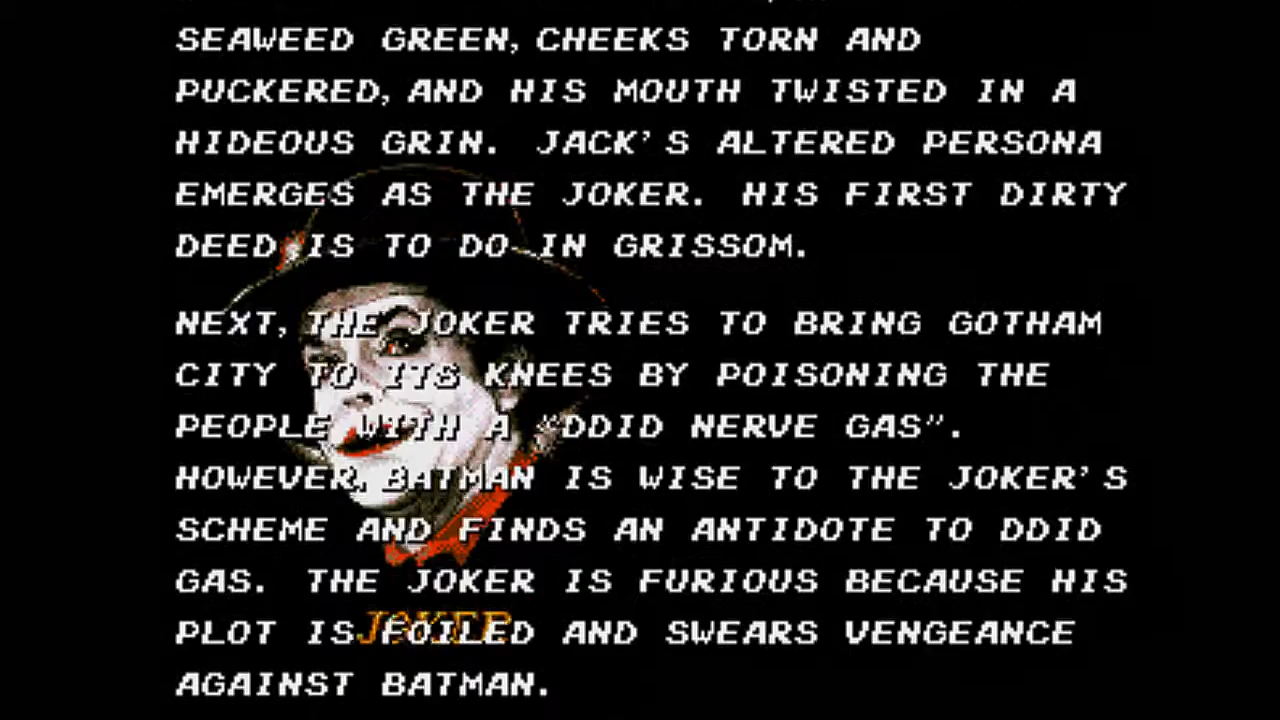 SEAWEED GREEN, CHEEKS TORN AND
PUCKERED, AND HIS MOUTH TWISTED IN A
HIDEOUS GRIN. JACK'S ALTERED PERSONA
EMERGES AS THE JOKER. HIS FIRST DIRTY
DEED IS TO DO IN GRISSOM.
NEXT, THE JOKER TRIES TO BRING GOTHAM
CITY TO ITS KNEES BY POISONING THE
PEOPLE WITH A "DDID NERVE GAS".
HOWEVER, BATMAN IS WISE TO THE JOKER'S
SCHEME AND FINDS AN ANTIDOTE TO DDID
GAS. THE JOKER IS FURIOUS BECAUSE HIS
PLOT IS FOILED AND SWEARS VENGEANCE
JOKER
AGAINST BATMAN.